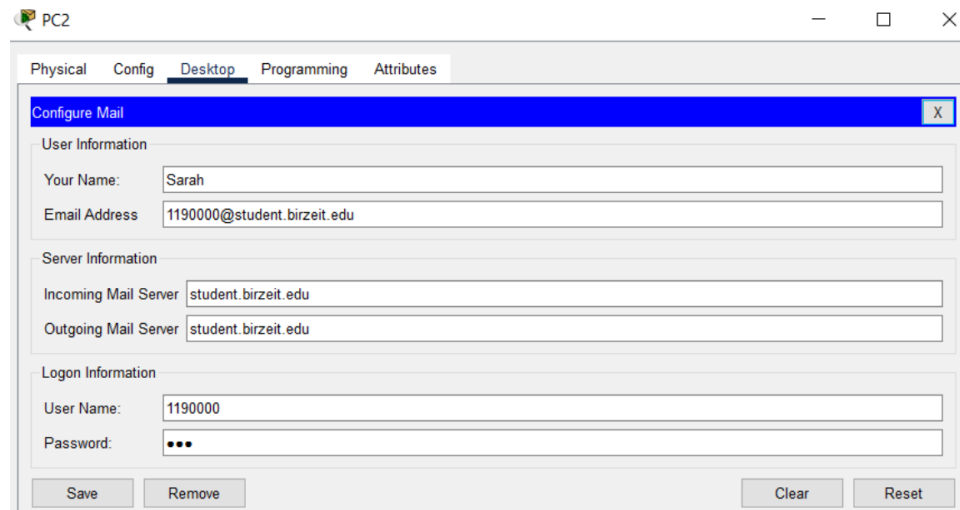 PC2
Physical Config Desktop Programming Attributes
Configure Mail X
User Information
Your Name: Sarah
Email Address 1190000@student.birzeit.edu
Server Information
Incoming Mail Server student.birzeit.edu
Outgoing Mail Server student.birzeit.edu
Logon Information
User Name: 1190000
Password: •••
Save Remove Clear Reset